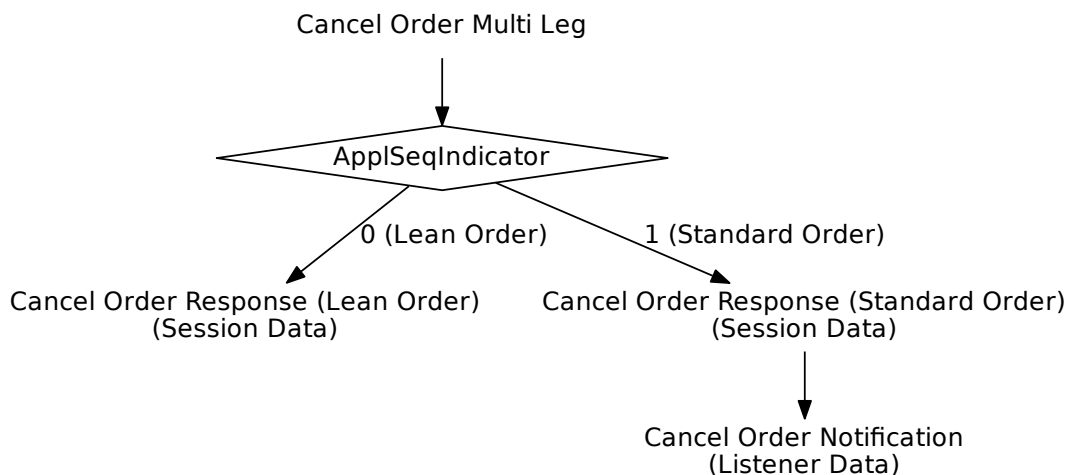 Cancel Order Multi Leg
ApplSeqIndicator
0 (Lean Order)
1 (Standard Order)
Cancel Order Response (Lean Order)
(Session Data)
Cancel Order Response (Standard Order)
(Session Data)
Cancel Order Notification
(Listener Data)